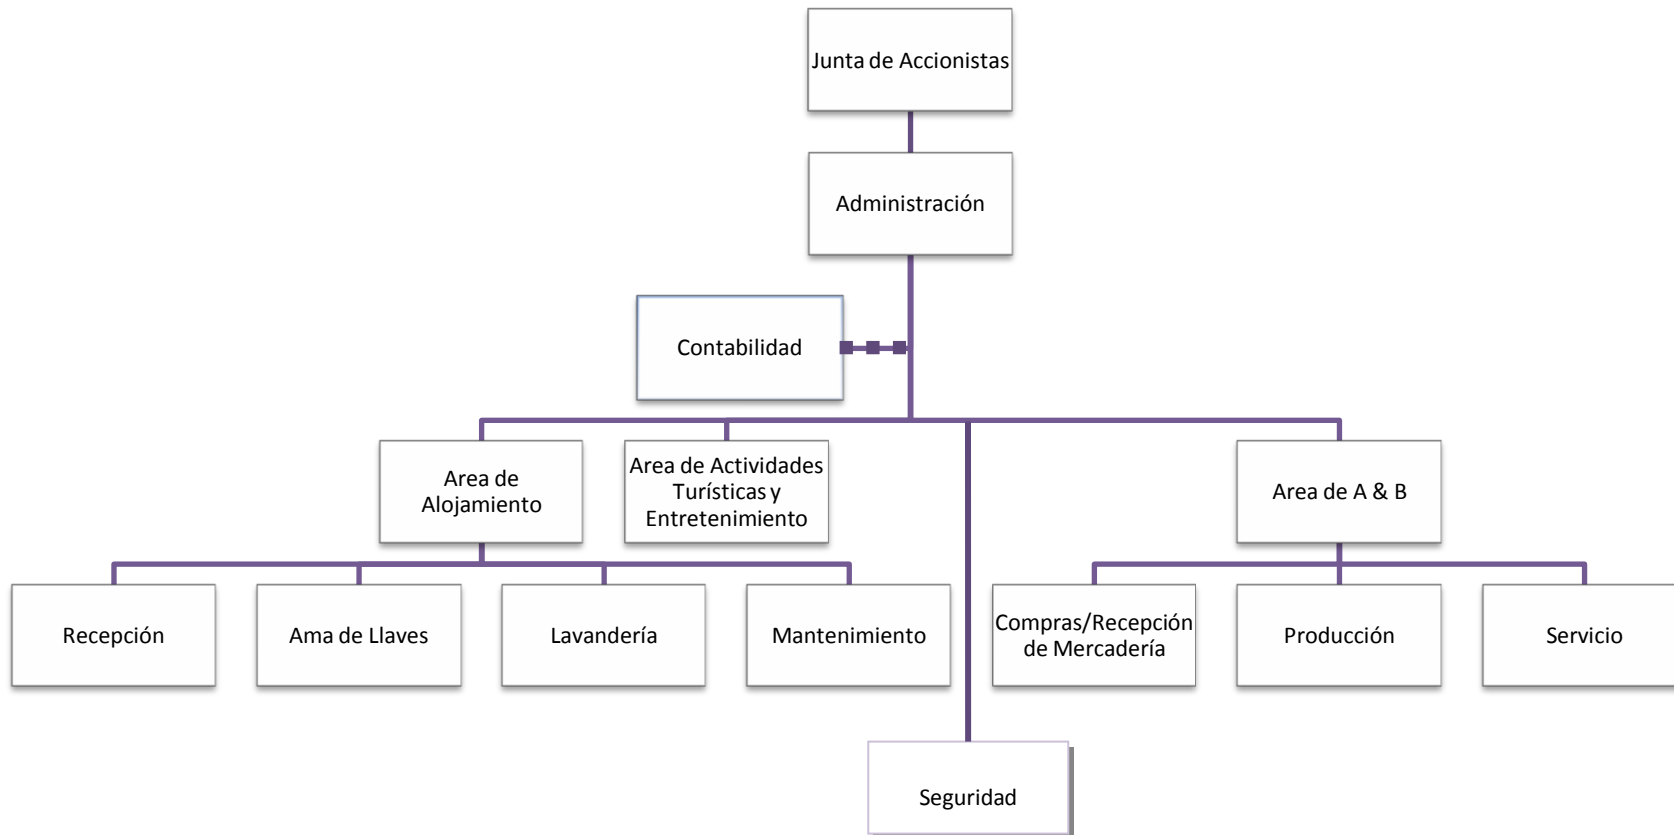 Junta de Accionistas
Administración
Contabilidad
Area de
Alojamiento
Area de Actividades
Turísticas y
Entretenimiento
Area de A & B
Recepción
Ama de Llaves
Lavandería
Mantenimiento
Compras/Recepción
de Mercadería
Producción
Servicio
Seguridad